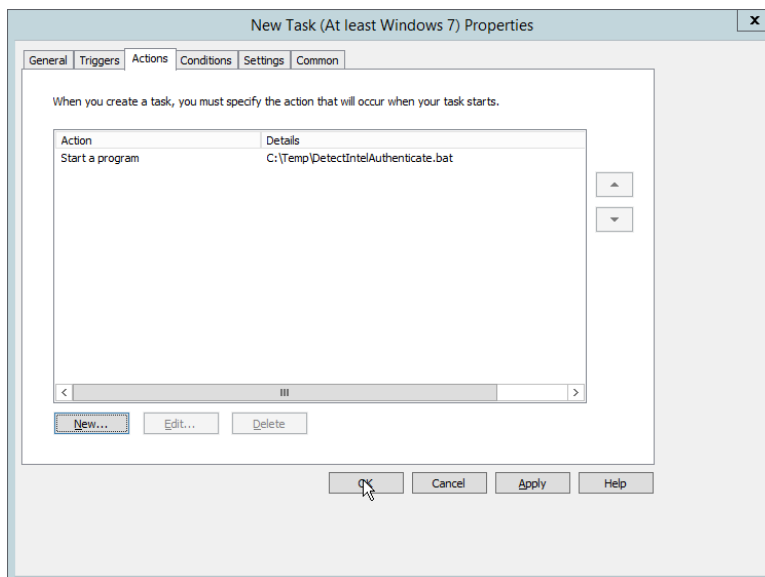 New Task (At least Windows 7) Properties
x
General Triggers Actions Conditions Settings Common
When you create a task, you must specify the action that will occur when your task starts.
Action Details
Start a program C:\Temp\DetectIntelAuthenticate.bat
New... Edit... Delete
OK Cancel Apply Help